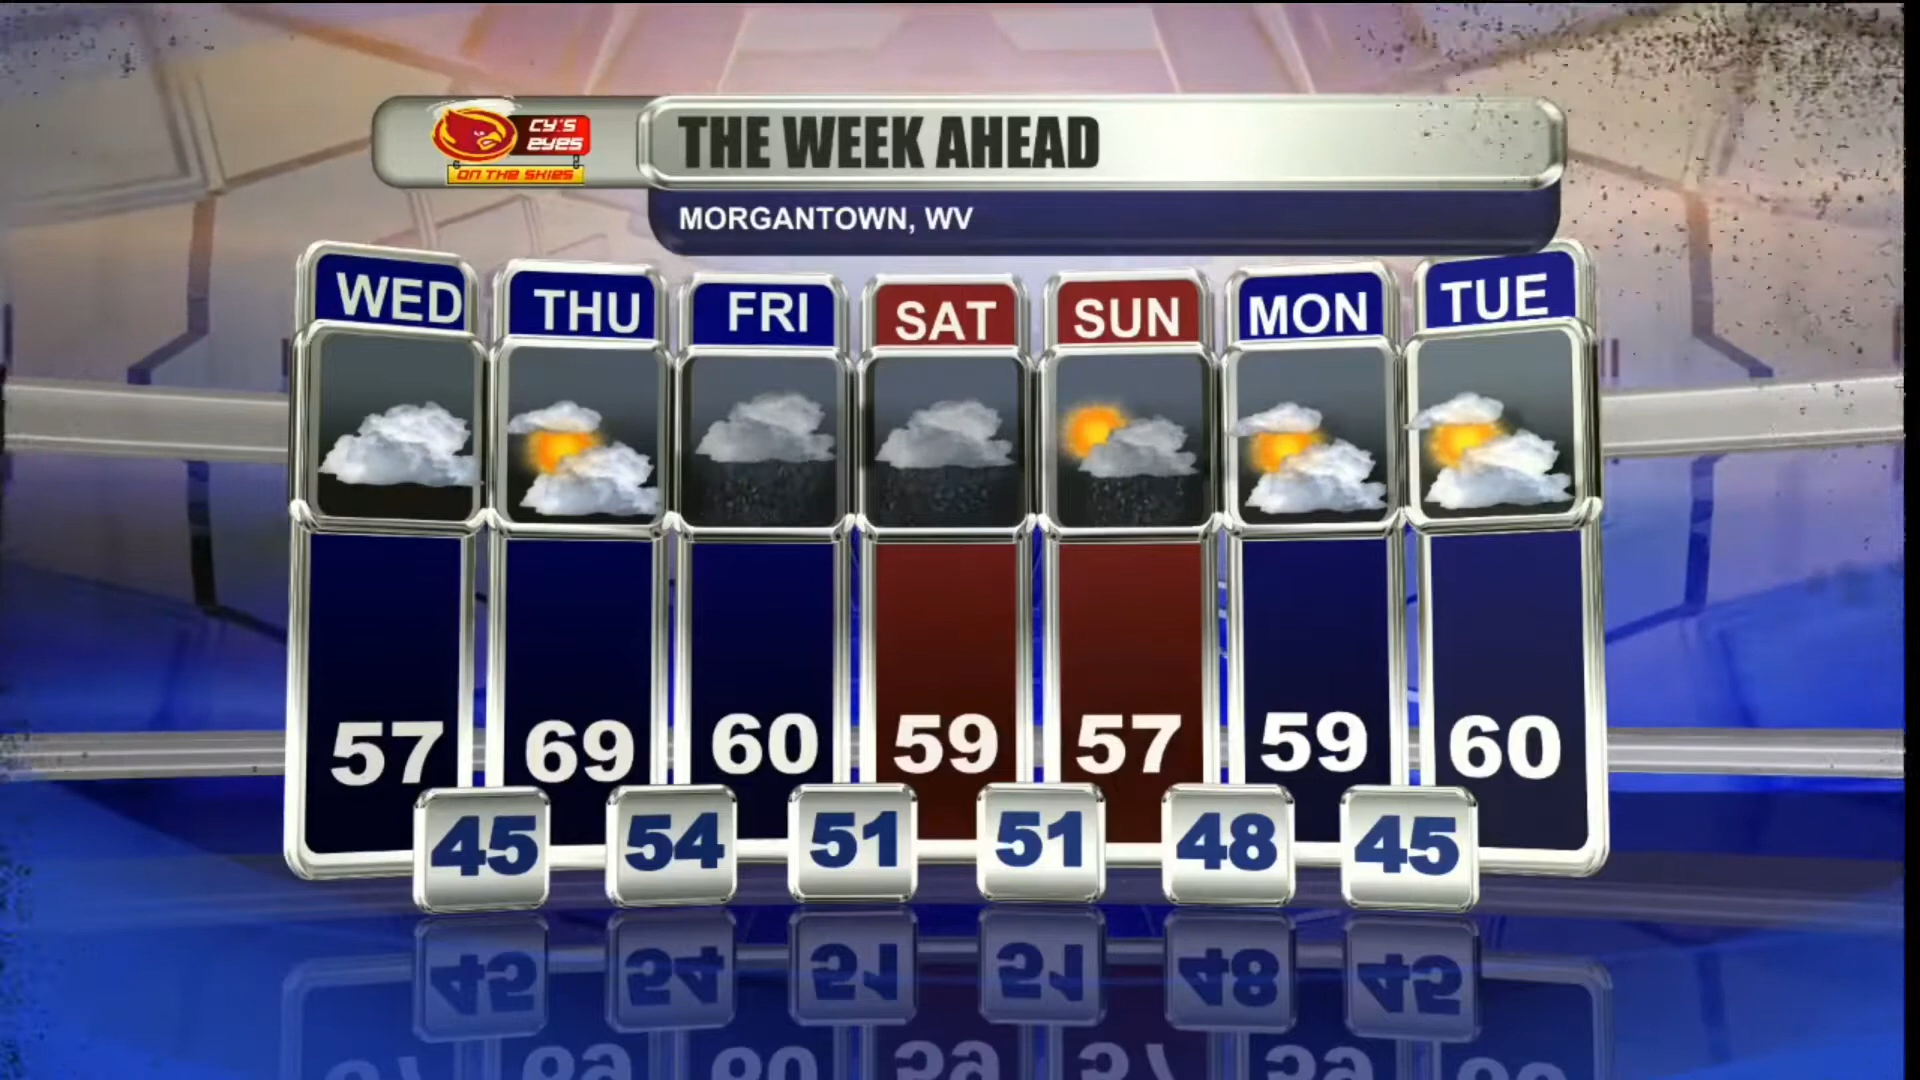 CY'S
EYES
ON THE SKIES
THE WEEK AHEAD
MORGANTOWN, WV
WED THU FRI SAT SUN MON TUE
57 69 60 59 57 59 60
45 54 51 51 48 45